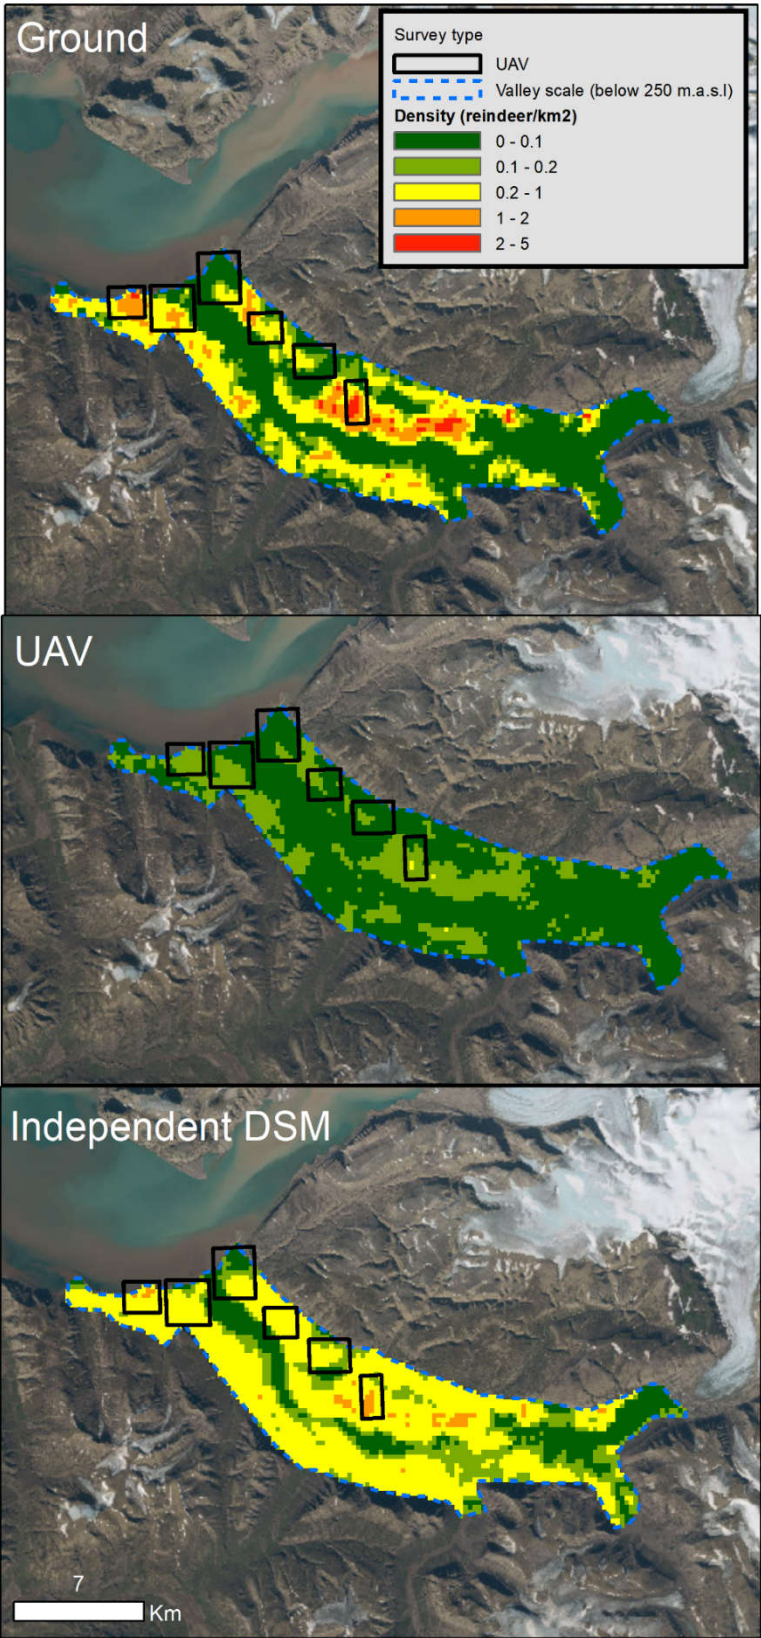 Ground
Survey type
UAV
Valley scale (below 250 m.a.s.l)
Density (reindeer/km2)
0 - 0.1
0.1 - 0.2
0.2 - 1
1 - 2
2 - 5
UAV
Independent DSM
7
Km